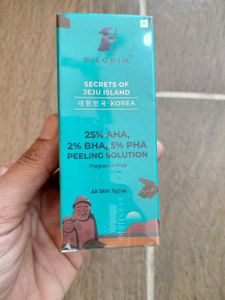 PILGRIM
SECRETS OF
JEJU ISLAND
대한민국·KOREA
25% AHA,
2% BHA, 5% PHA
PEELING SOLUTION
Fragrance-Free
All Skin Types